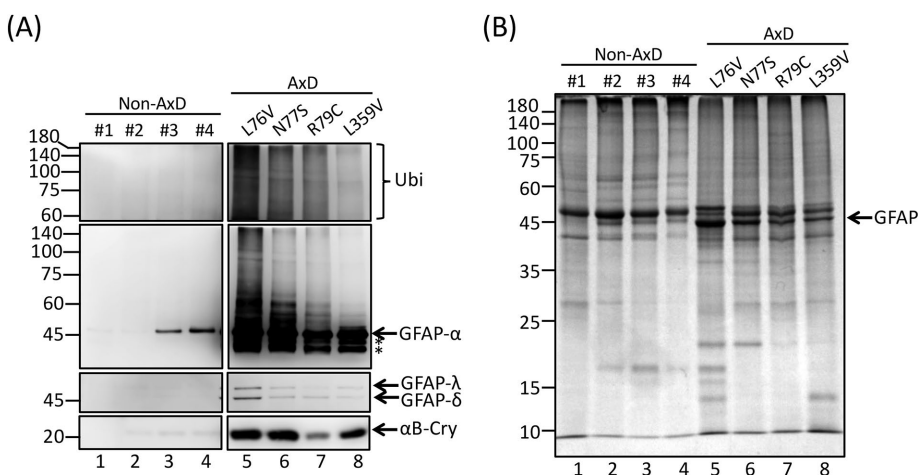 (A)
Non-AxD
AxD
#1 #2 #3 #4
L76V N77S R79C L359V
180
140
100
75
60
Ubi
140
100
75
60
45
GFAP-α
*
*
45
GFAP-λ
GFAP-δ
20
αB-Cry
1 2 3 4 5 6 7 8
(B)
Non-AxD
AxD
#1 #2 #3 #4
L76V N77S R79C L359V
180
140
100
75
60
45
35
25
15
10
GFAP
1 2 3 4 5 6 7 8